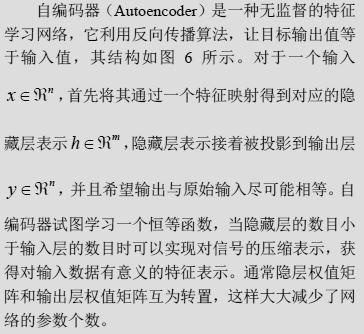 自编码器（Autoencoder）是一种无监督的特征
学习网络，它利用反向传播算法，让目标输出值等
于输入值，其结构如图 6 所示。对于一个输入
x∈ℜⁿ，首先将其通过一个特征映射得到对应的隐
藏层表示 h∈ℜᵐ，隐藏层表示接着被投影到输出层
y∈ℜⁿ，并且希望输出与原始输入尽可能相等。自
编码器试图学习一个恒等函数，当隐藏层的数目小
于输入层的数目时可以实现对信号的压缩表示，获
得对输入数据有意义的特征表示。通常隐层权值矩
阵和输出层权值矩阵互为转置，这样大大减少了网
络的参数个数。